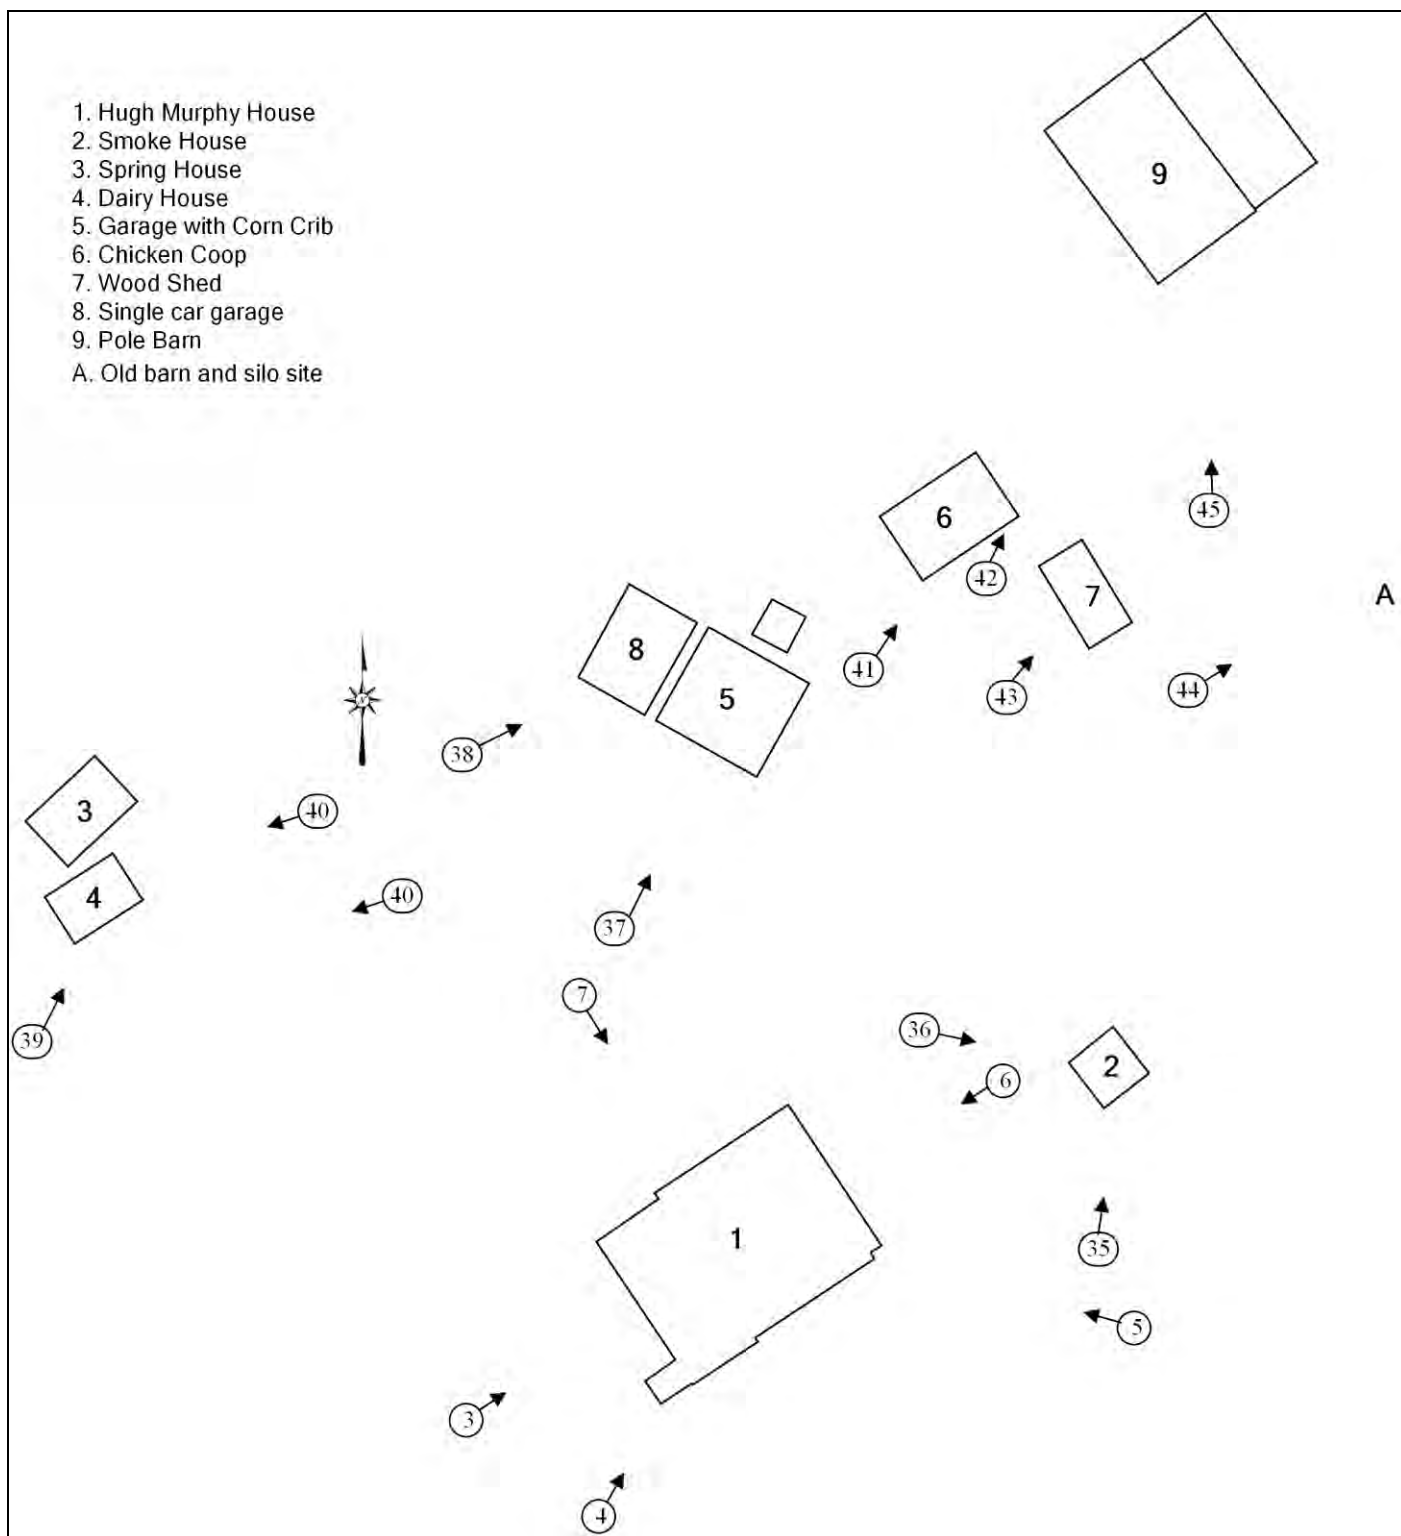 1. Hugh Murphy House
2. Smoke House
3. Spring House
4. Dairy House
5. Garage with Corn Crib
6. Chicken Coop
7. Wood Shed
8. Single car garage
9. Pole Barn
A. Old barn and silo site
9
45
6
42
A
7
8
41
5
43
44
38
3
40
4
40
37
7
39
36
2
6
1
35
5
3
4